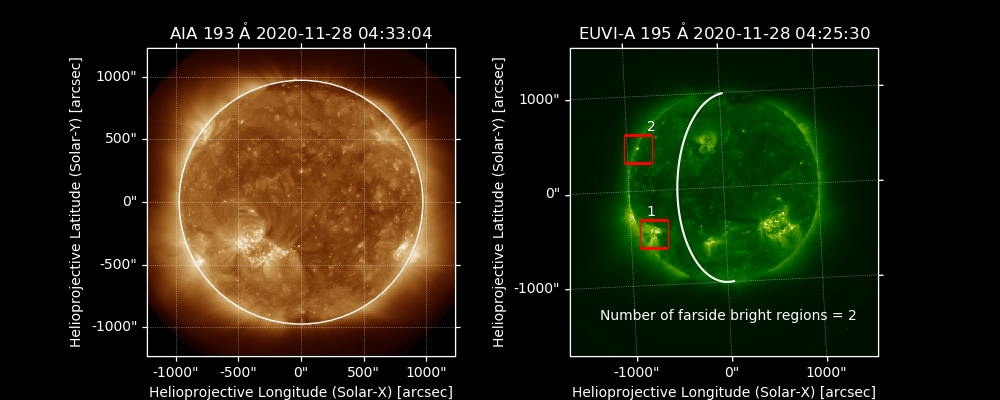 AIA 193 Å 2020-11-28 04:33:04
Helioprojective Latitude (Solar-Y) [arcsec]
1000"
500"
0"
-500"
-1000"
-1000" -500" 0" 500" 1000"
Helioprojective Longitude (Solar-X) [arcsec]
EUVI-A 195 Å 2020-11-28 04:25:30
Helioprojective Latitude (Solar-Y) [arcsec]
1000"
0"
-1000"
2
1
Number of farside bright regions = 2
-1000" 0" 1000"
Helioprojective Longitude (Solar-X) [arcsec]